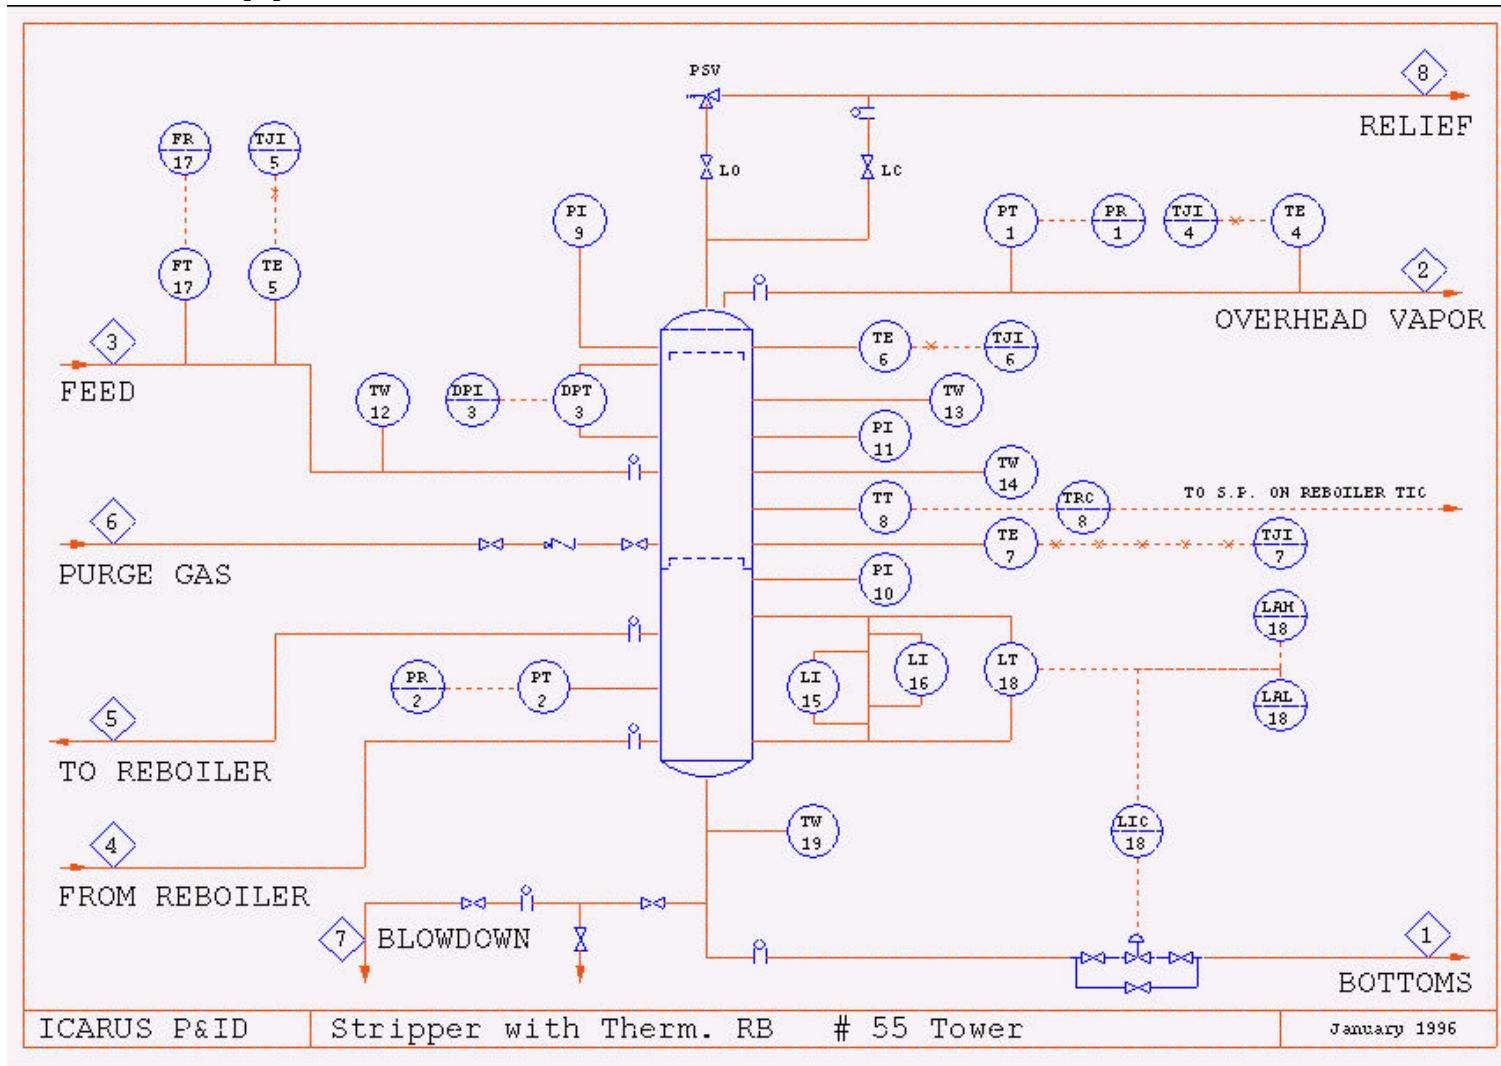 PSV
8
RELIEF
FR
17
TJI
5
LO
LC
PI
9
PT
1
PR
1
TJI
4
TE
4
FT
17
TE
5
2
OVERHEAD VAPOR
3
FEED
TE
6
TJI
6
TW
12
DPI
3
DPT
3
TW
13
PI
11
TW
14
TT
8
TRC
8
TO S.P. ON REBOILER TIC
6
PURGE GAS
TE
7
TJI
7
PI
10
LAH
18
PR
2
PT
2
LI
15
LI
16
LT
18
LAL
18
5
TO REBOILER
4
FROM REBOILER
TW
19
LIC
18
7
BLOWDOWN
1
BOTTOMS
ICARUS P&ID
Stripper with Therm. RB # 55 Tower
January 1996